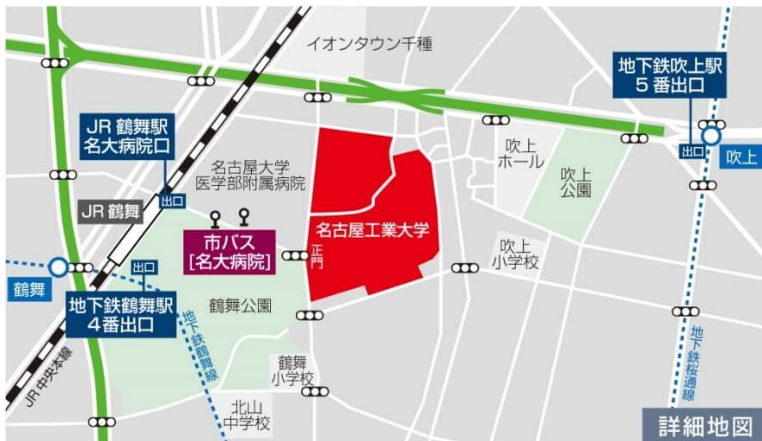 イオンタウン千種
地下鉄吹上駅
5番出口
JR 鶴舞駅
名大病院口
出口
吹上
名古屋大学
医学部附属病院
吹上
ホール
吹上
公園
出口
JR 鶴舞
市バス
[名大病院]
正門
名古屋工業大学
吹上
小学校
出口
鶴舞
地下鉄鶴舞駅
4番出口
鶴舞公園
地下鉄鶴舞線
地下鉄桜通線
JR 中央本線
鶴舞
小学校
北山
中学校
詳細地図